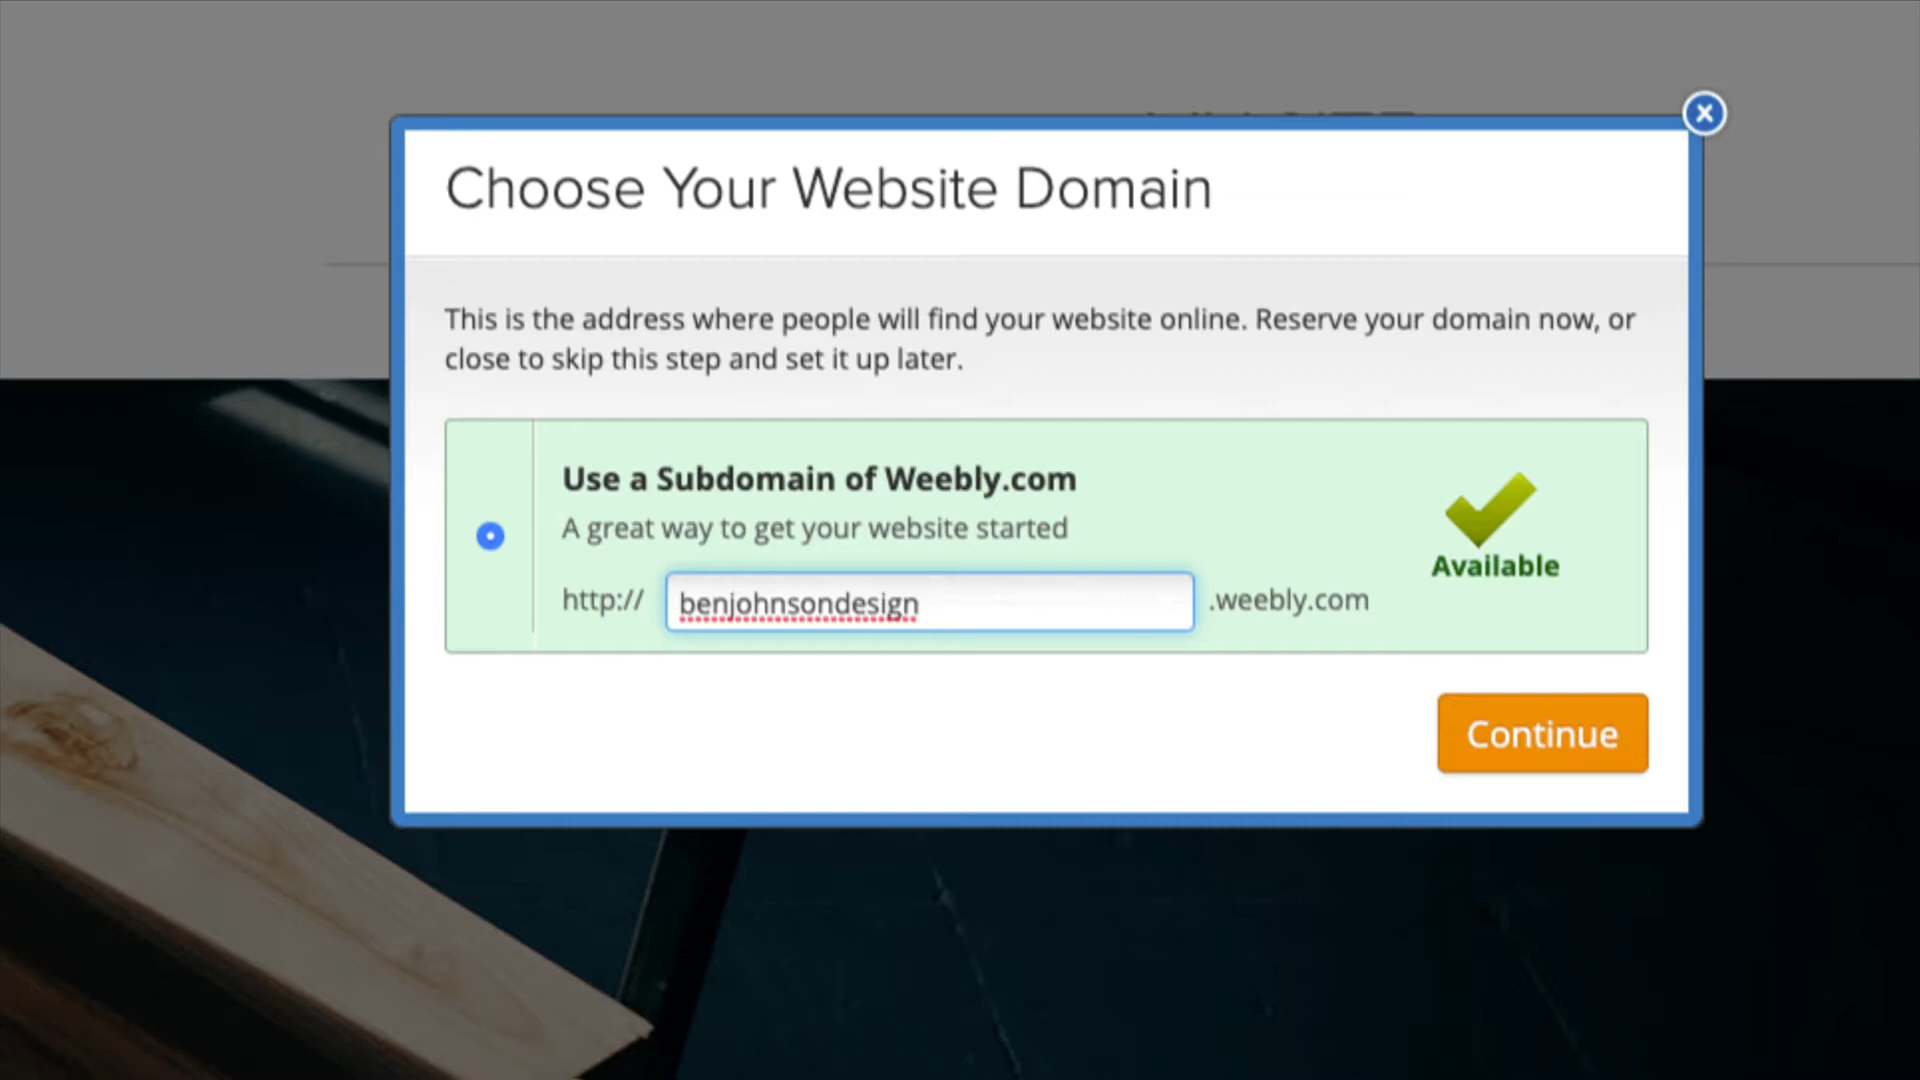 Choose Your Website Domain
This is the address where people will find your website online. Reserve your domain now, or
close to skip this step and set it up later.
Use a Subdomain of Weebly.com
A great way to get your website started
Available
http:// benjohnsondesign .weebly.com
Continue